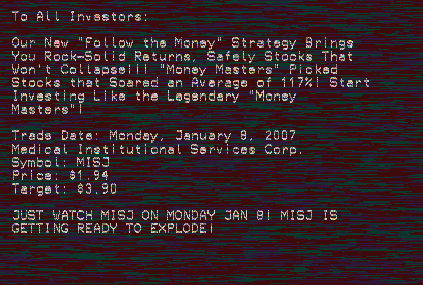 To All Investors:
Our New "Follow the Money" Strategy Brings
You Rock-Solid Returns, Safely Stocks That
Won't Collapse!!! "Money Masters" Picked
Stocks that Soared an Average of 117%! Start
Investing Like the Legendary "Money
Masters"!
Trade Date: Monday, January 8, 2007
Medical Institutional Services Corp.
Symbol: MISJ
Price: $1.94
Target: $3.90
JUST WATCH MISJ ON MONDAY JAN 8! MISJ IS
GETTING READY TO EXPLODE!